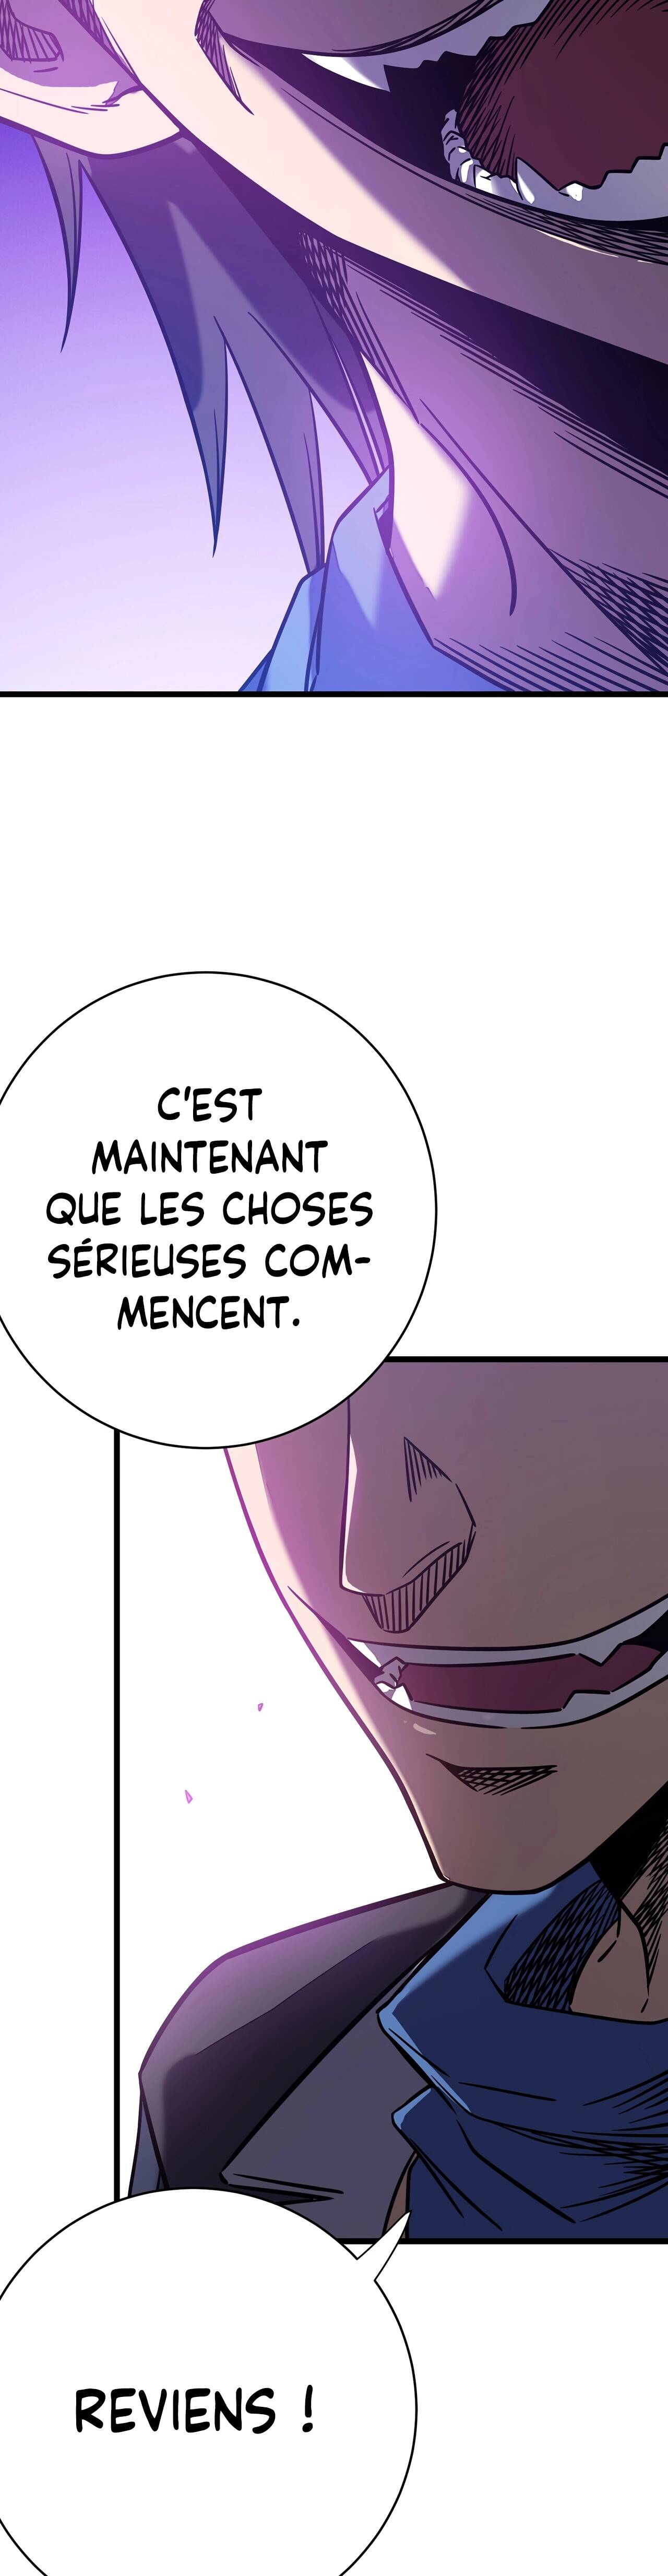 C'EST
MAINTENANT
QUE LES CHOSES
SÉRIEUSES COM-
MENCENT.
REVIENS !